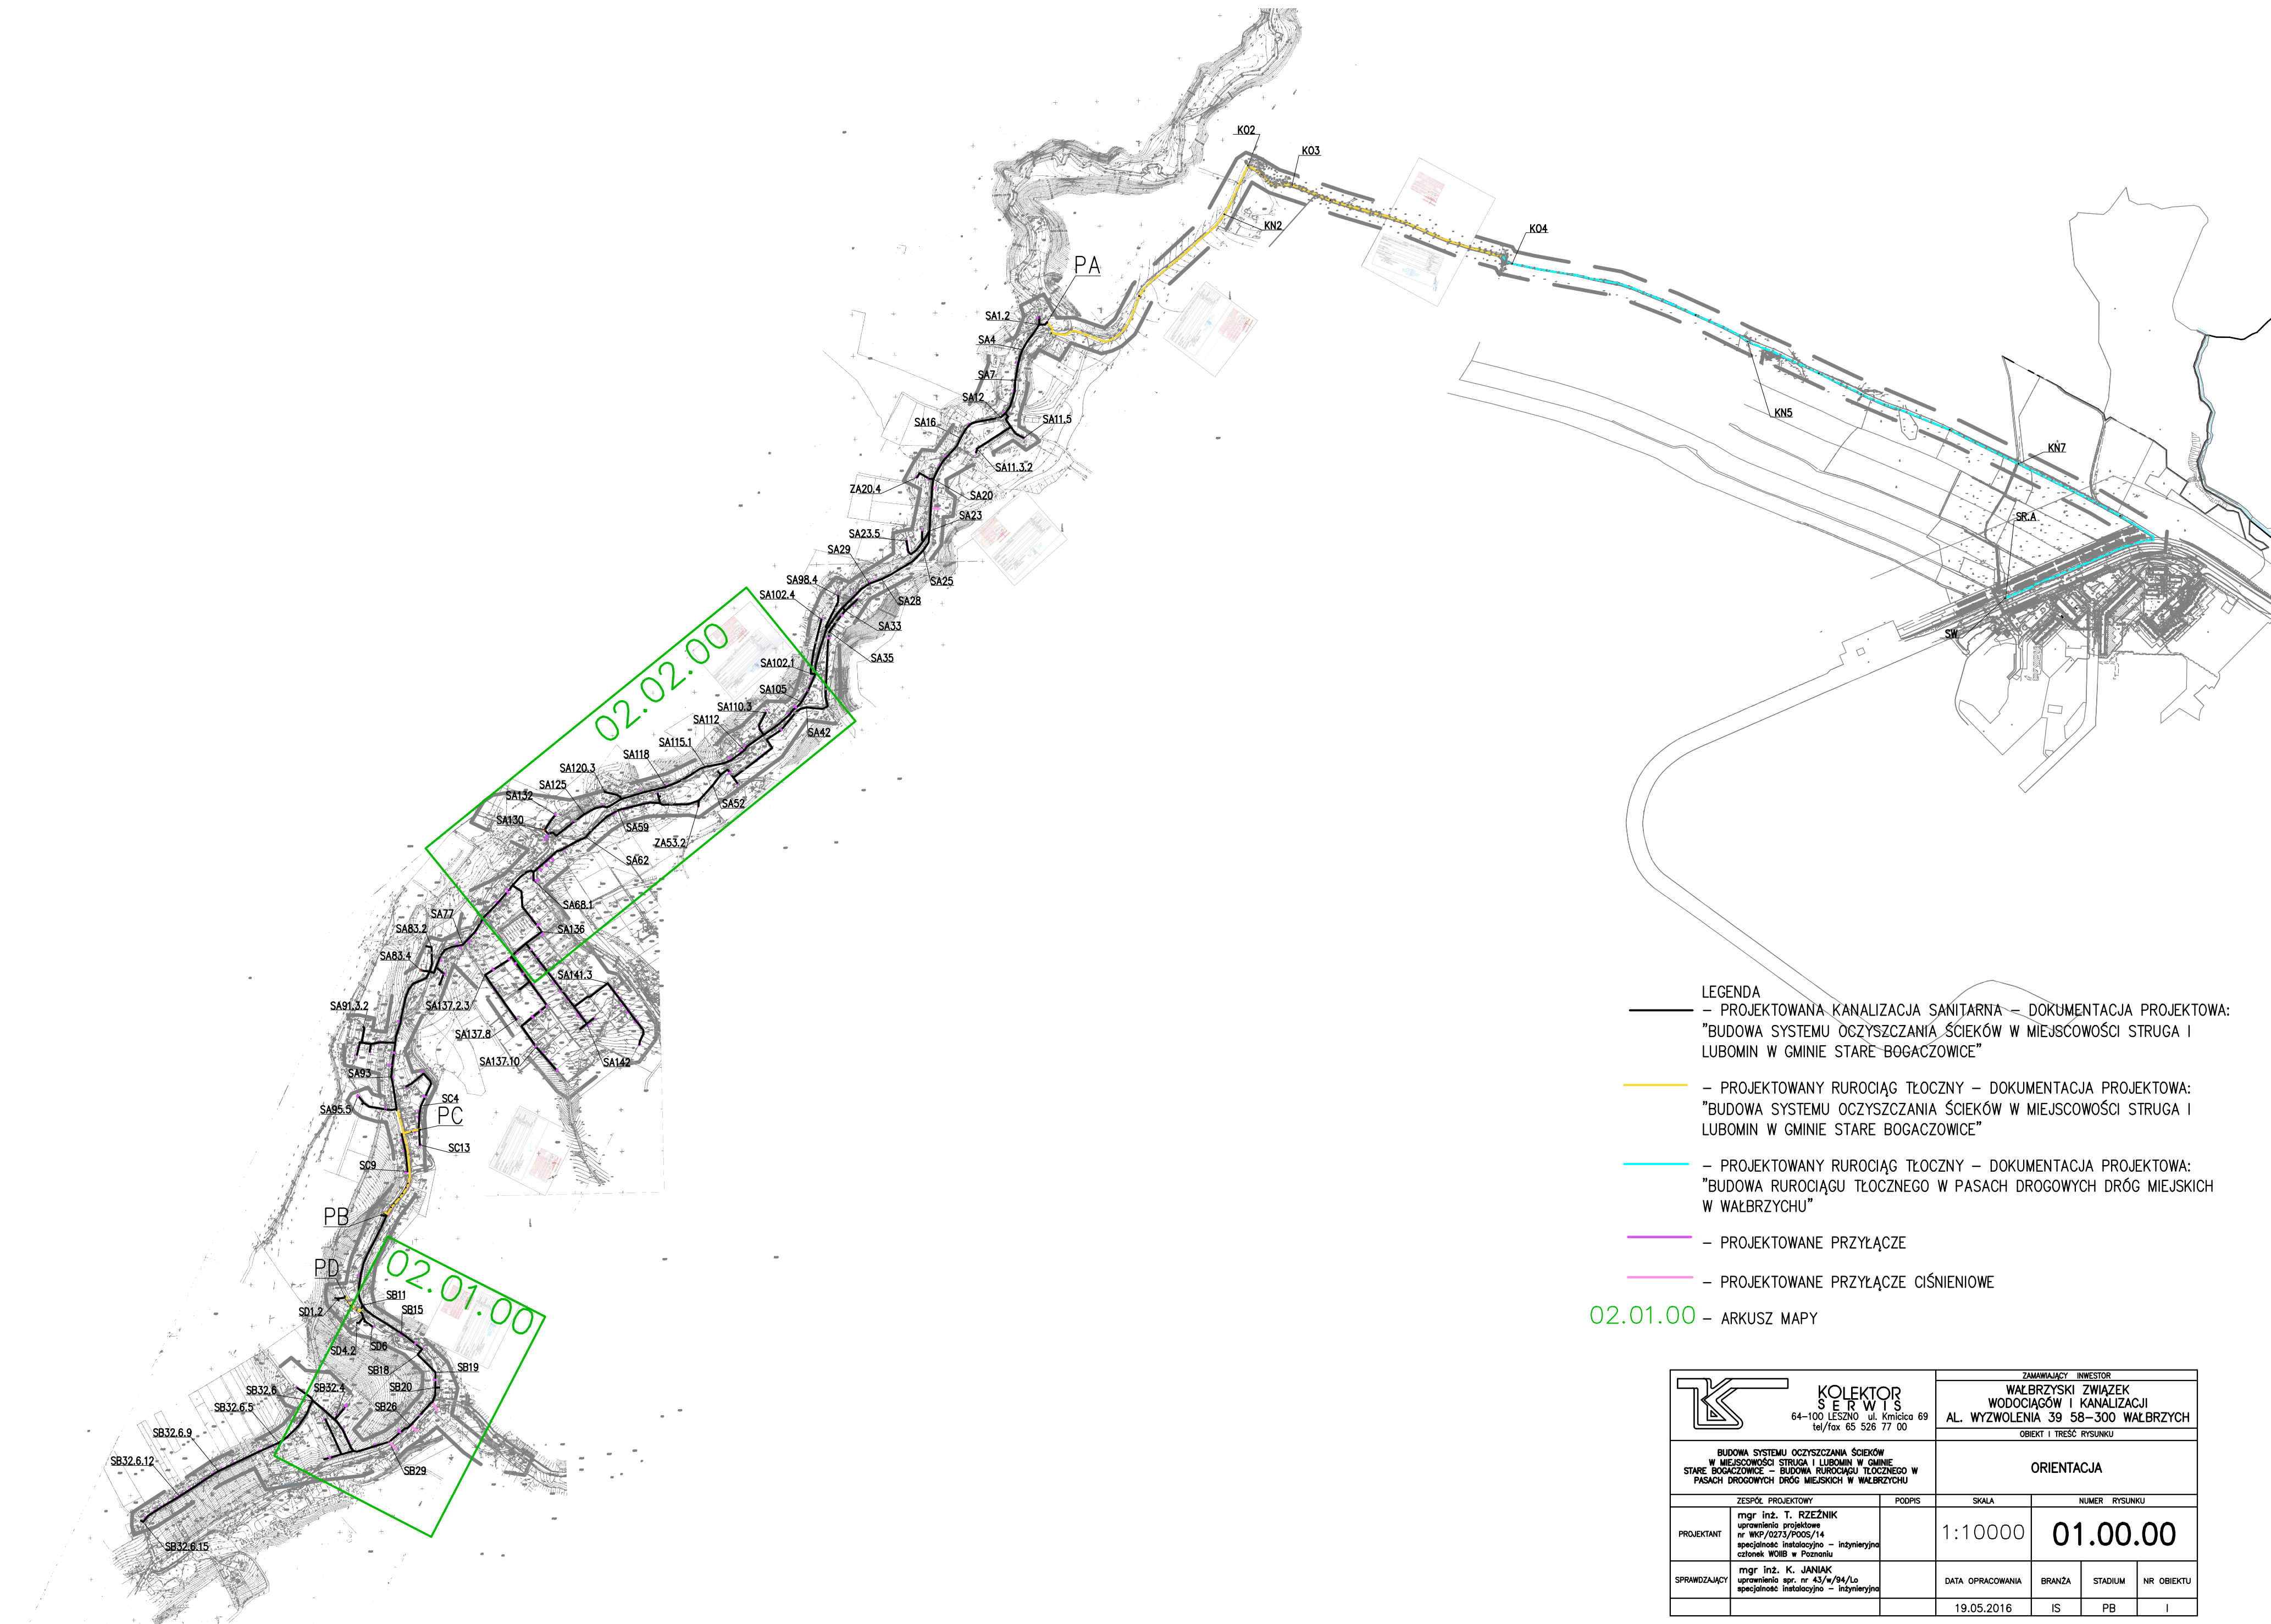 K02
K03
KN2
K04
PA
SA1.2
SA4
SA7
SA12
SA11.5
SA16
SA11.3.2
KN5
KN7
ZA20.4
SA20
SA23
SR.A
SA23.5
SA29
SA25
SA98.4
SA102.4
SA28
SA33
SW
SA35
02.02.00
SA102.1
SA105
SA110.3
SA112
SA42
SA115.1
SA118
SA120.3
SA125
SA132
SA52
SA130
SA59
ZA53.2
SA62
SA68.1
SA77
SA83.2
SA136
SA83.4
SA141.3
SA137.2.3
SA91.3.2
SA137.8
SA137.10
SA142
SA93
SC4
SA95.5
PC
SC13
SC9
PB
PD
02.01.00
SB11
SD1.2
SB15
SD6
SD4.2
SB18
SB19
SB32.6
SB32.4
SB20
SB32.6.5
SB26
SB32.6.9
SB32.6.12
SB29
SB32.6.15
LEGENDA
– PROJEKTOWANA KANALIZACJA SANITARNA – DOKUMENTACJA PROJEKTOWA:
"BUDOWA SYSTEMU OCZYSZCZANIA ŚCIEKÓW W MIEJSCOWOŚCI STRUGA I
LUBOMIN W GMINIE STARE BOGACZOWICE"
– PROJEKTOWANY RUROCIĄG TŁOCZNY – DOKUMENTACJA PROJEKTOWA:
"BUDOWA SYSTEMU OCZYSZCZANIA ŚCIEKÓW W MIEJSCOWOŚCI STRUGA I
LUBOMIN W GMINIE STARE BOGACZOWICE"
– PROJEKTOWANY RUROCIĄG TŁOCZNY – DOKUMENTACJA PROJEKTOWA:
"BUDOWA RUROCIĄGU TŁOCZNEGO W PASACH DROGOWYCH DRÓG MIEJSKICH
W WAŁBRZYCHU"
– PROJEKTOWANE PRZYŁĄCZE
– PROJEKTOWANE PRZYŁĄCZE CIŚNIENIOWE
02.01.00 – ARKUSZ MAPY
KOLEKTOR
SERWIS
64–100 LESZNO ul. Kmicica 69
tel/fax 65 526 77 00
ZAMAWIAJĄCY INWESTOR
WAŁBRZYSKI ZWIĄZEK
WODOCIĄGÓW I KANALIZACJI
AL. WYZWOLENIA 39 58–300 WAŁBRZYCH
OBIEKT I TREŚĆ RYSUNKU
BUDOWA SYSTEMU OCZYSZCZANIA ŚCIEKÓW
W MIEJSCOWOŚCI STRUGA I LUBOMIN W GMINIE
STARE BOGACZOWICE – BUDOWA RUROCIĄGU TŁOCZNEGO W
PASACH DROGOWYCH DRÓG MIEJSKICH W WAŁBRZYCHU
ORIENTACJA
ZESPÓŁ PROJEKTOWY PODPIS SKALA NUMER RYSUNKU
PROJEKTANT
mgr inż. T. RZEŹNIK
uprawnienia projektowe
nr WKP/0273/POOS/14
specjalność instalacyjno – inżynieryjna
członek WOIIB w Poznaniu
1:10000
01.00.00
SPRAWDZAJĄCY
mgr inż. K. JANIAK
uprawnienia spr. nr 43/w/94/Lo
specjalność instalacyjno – inżynieryjna
DATA OPRACOWANIA BRANŻA STADIUM NR OBIEKTU
19.05.2016 IS PB I